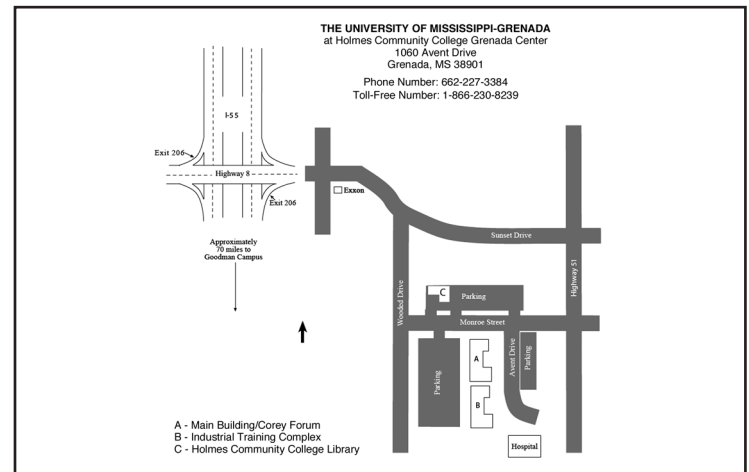 THE UNIVERSITY OF MISSISSIPPI-GRENADA
at Holmes Community College Grenada Center
1060 Avent Drive
Grenada, MS 38901
Phone Number: 662-227-3384
Toll-Free Number: 1-866-230-8239
I-55
Exit 206
Highway 8
Exit 206
Exxon
Approximately
70 miles to
Goodman Campus
Sunset Drive
Highway 51
Wooded Drive
C
Parking
Monroe Street
A
Avent Drive
Parking
Parking
B
Hospital
A - Main Building/Corey Forum
B - Industrial Training Complex
C - Holmes Community College Library